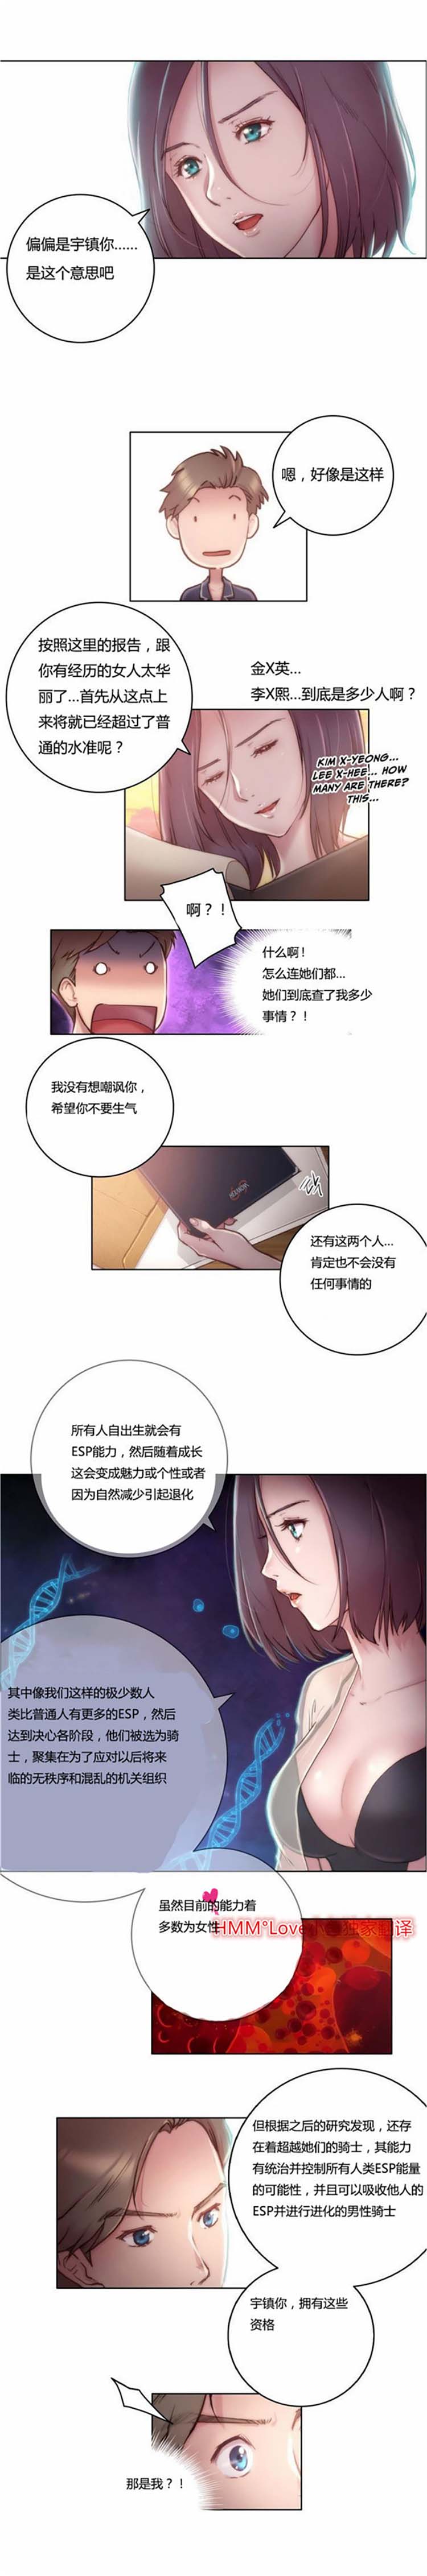 偏偏是宇镇你……
是这个意思吧
嗯，好像是这样
按照这里的报告，跟
你有经历的女人太华
丽了…首先从这点上
来将就已经超过了普
通的水准呢？
金X英…
李X熙…到底是多少人啊？
KIM X-YEONG...
LEE X-HEE... HOW
MANY ARE THERE?
THIS...
啊？！
什么啊！
怎么连她们都…
她们到底查了我多少
事情？！
我没有想嘲讽你，
希望你不要生气
还有这两个人…
肯定也不会没有
任何事情的
所有人自出生就会有
ESP能力，然后随着成长
这会变成魅力或个性或者
因为自然减少引起退化
其中像我们这样的极少数人
类比普通人有更多的ESP，然后
达到决心各阶段，他们被选为骑
士，聚集在为了应对以后将来
临的无秩序和混乱的机关组织
虽然目前的能力着
多数为女性
HMM°Love 独家翻译
但根据之后的研究发现，还存
在着超越她们的骑士，其能力
有统治并控制所有人类ESP能量
的可能性，并且可以吸收他人的
ESP并进行进化的男性骑士
宇镇你，拥有这些
资格
那是我？！